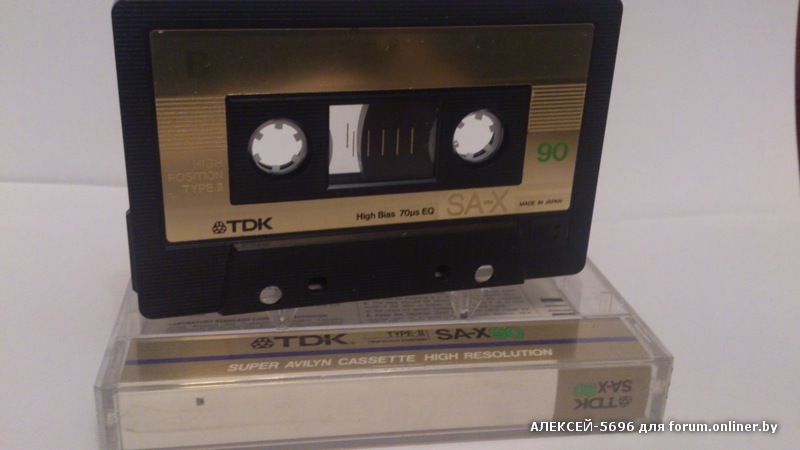 B
HIGH
POSITION
TYPE II
90
TDK
High Bias 70µs EQ
SA-X
MADE IN JAPAN
TDK
TYPE-II
SA-X90
SUPER AVILYN CASSETTE HIGH RESOLUTION
TDK
SA-X90
АЛЕКСЕЙ-5696 для forum.onliner.by